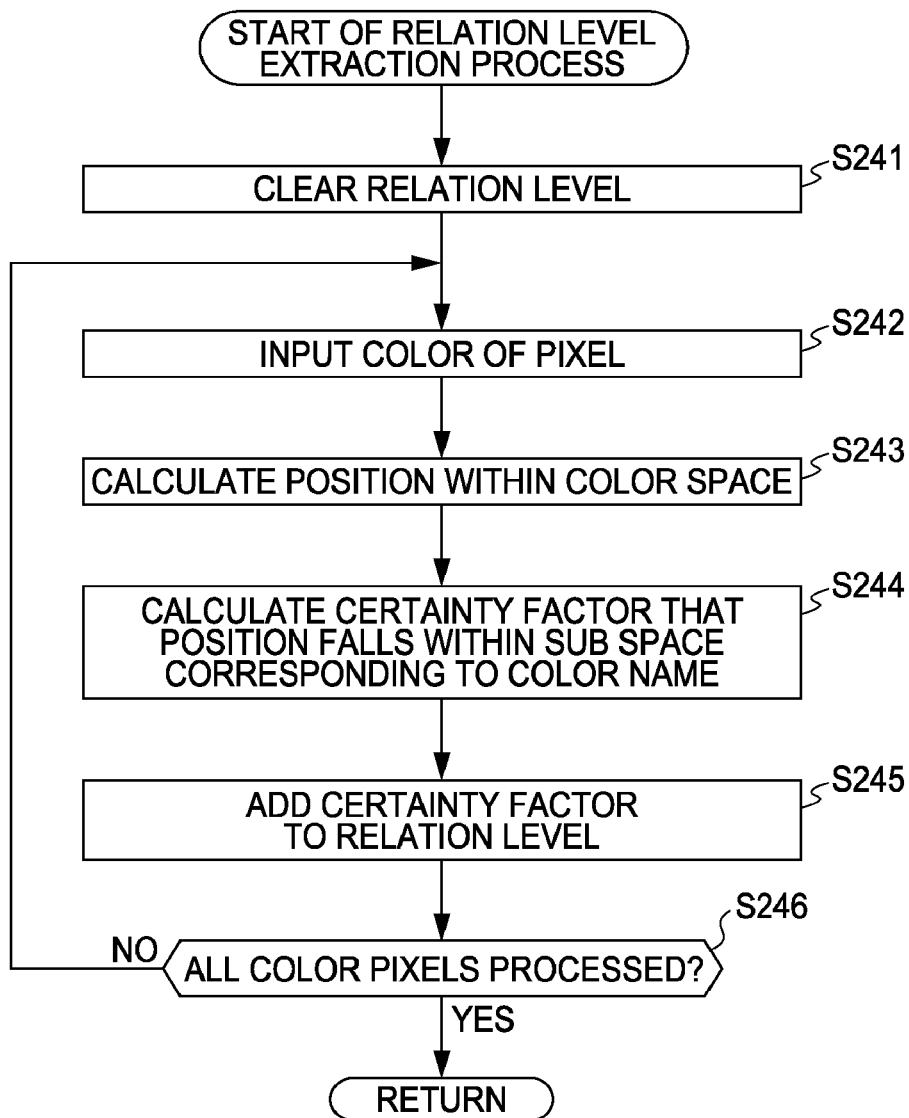 START OF RELATION LEVEL
EXTRACTION PROCESS
S241
CLEAR RELATION LEVEL
S242
INPUT COLOR OF PIXEL
S243
CALCULATE POSITION WITHIN COLOR SPACE
S244
CALCULATE CERTAINTY FACTOR THAT
POSITION FALLS WITHIN SUB SPACE
CORRESPONDING TO COLOR NAME
S245
ADD CERTAINTY FACTOR
TO RELATION LEVEL
S246
NO
ALL COLOR PIXELS PROCESSED?
YES
RETURN